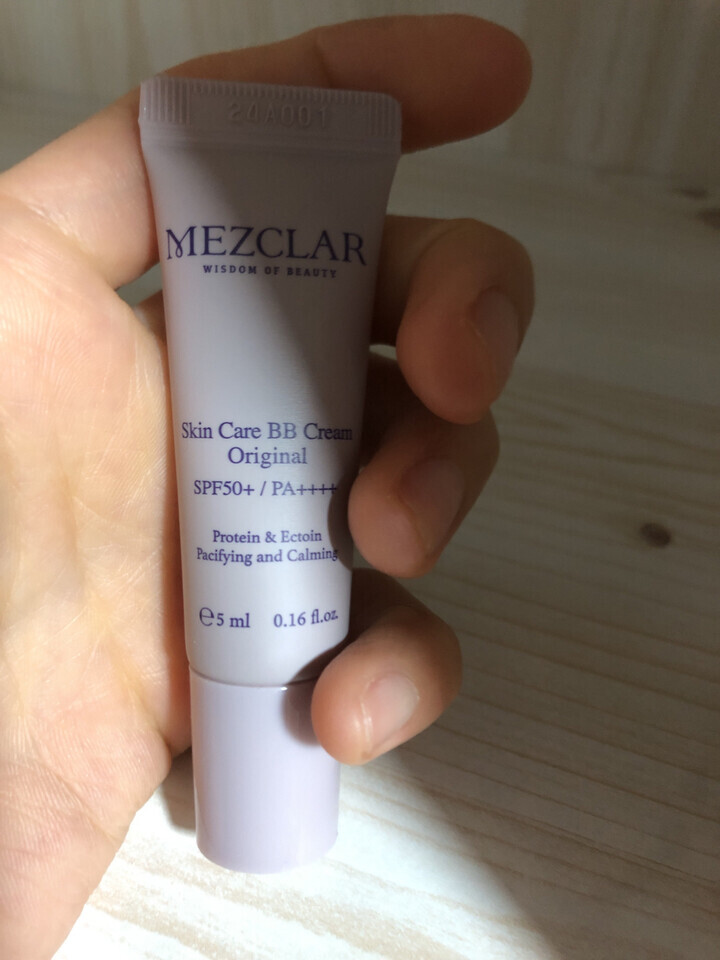 24A001
MEZCLAR
WISDOM OF BEAUTY
Skin Care BB Cream
Original
SPF50+ / PA++++
Protein & Ectoin
Pacifying and Calming
℮5 ml 0.16 fl.oz.